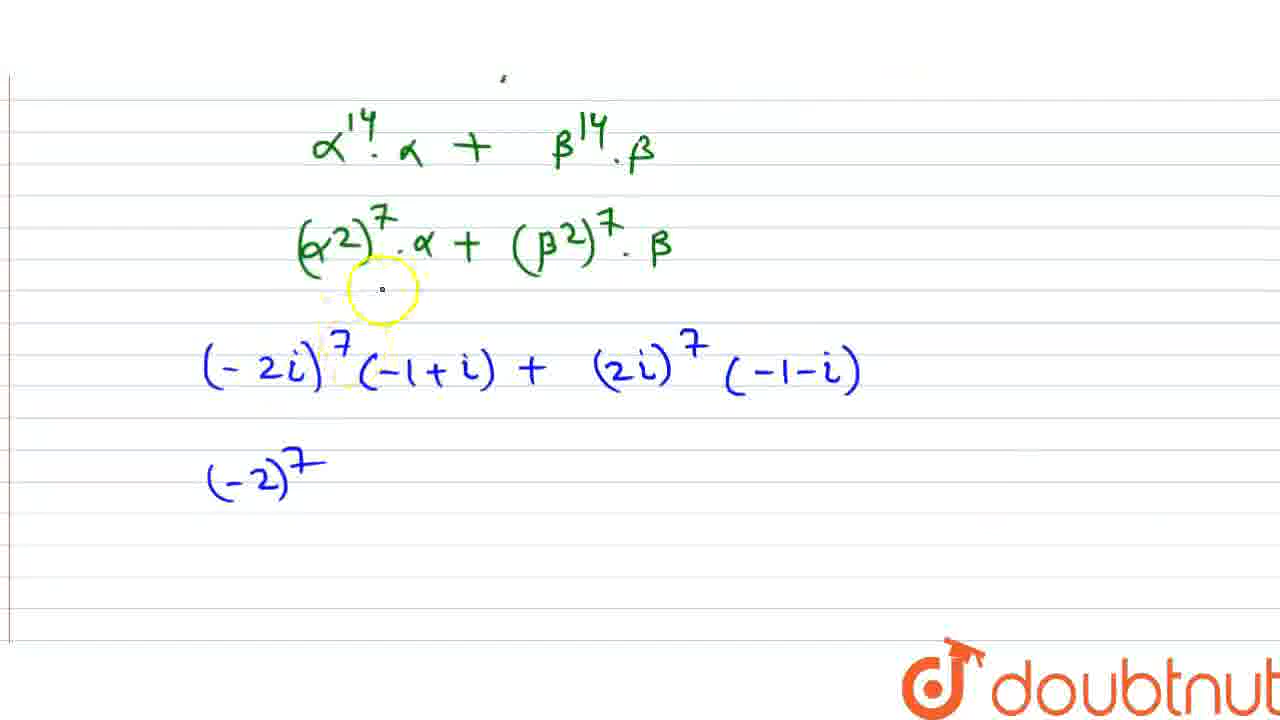 α¹⁴ . α + β¹⁴ . β
(α2)⁷ . α + (β²)⁷ . β
(-2i)⁷ (-1+i) + (2i)⁷ (-1-i)
(-2)⁷
doubtnut